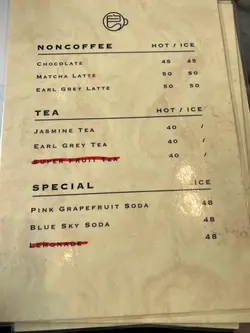 NONCOFFEE HOT / ICE
CHOCOLATE 45 45
MATCHA LATTE 50 / 50
EARL GREY LATTE 50 50
TEA HOT / ICE
JASMINE TEA 40 /
EARL GREY TEA 40 /
SUPER FRUIT TEA 40 /
SPECIAL ICE
PINK GRAPEFRUIT SODA 48
BLUE SKY SODA 48
LEMONADE 48